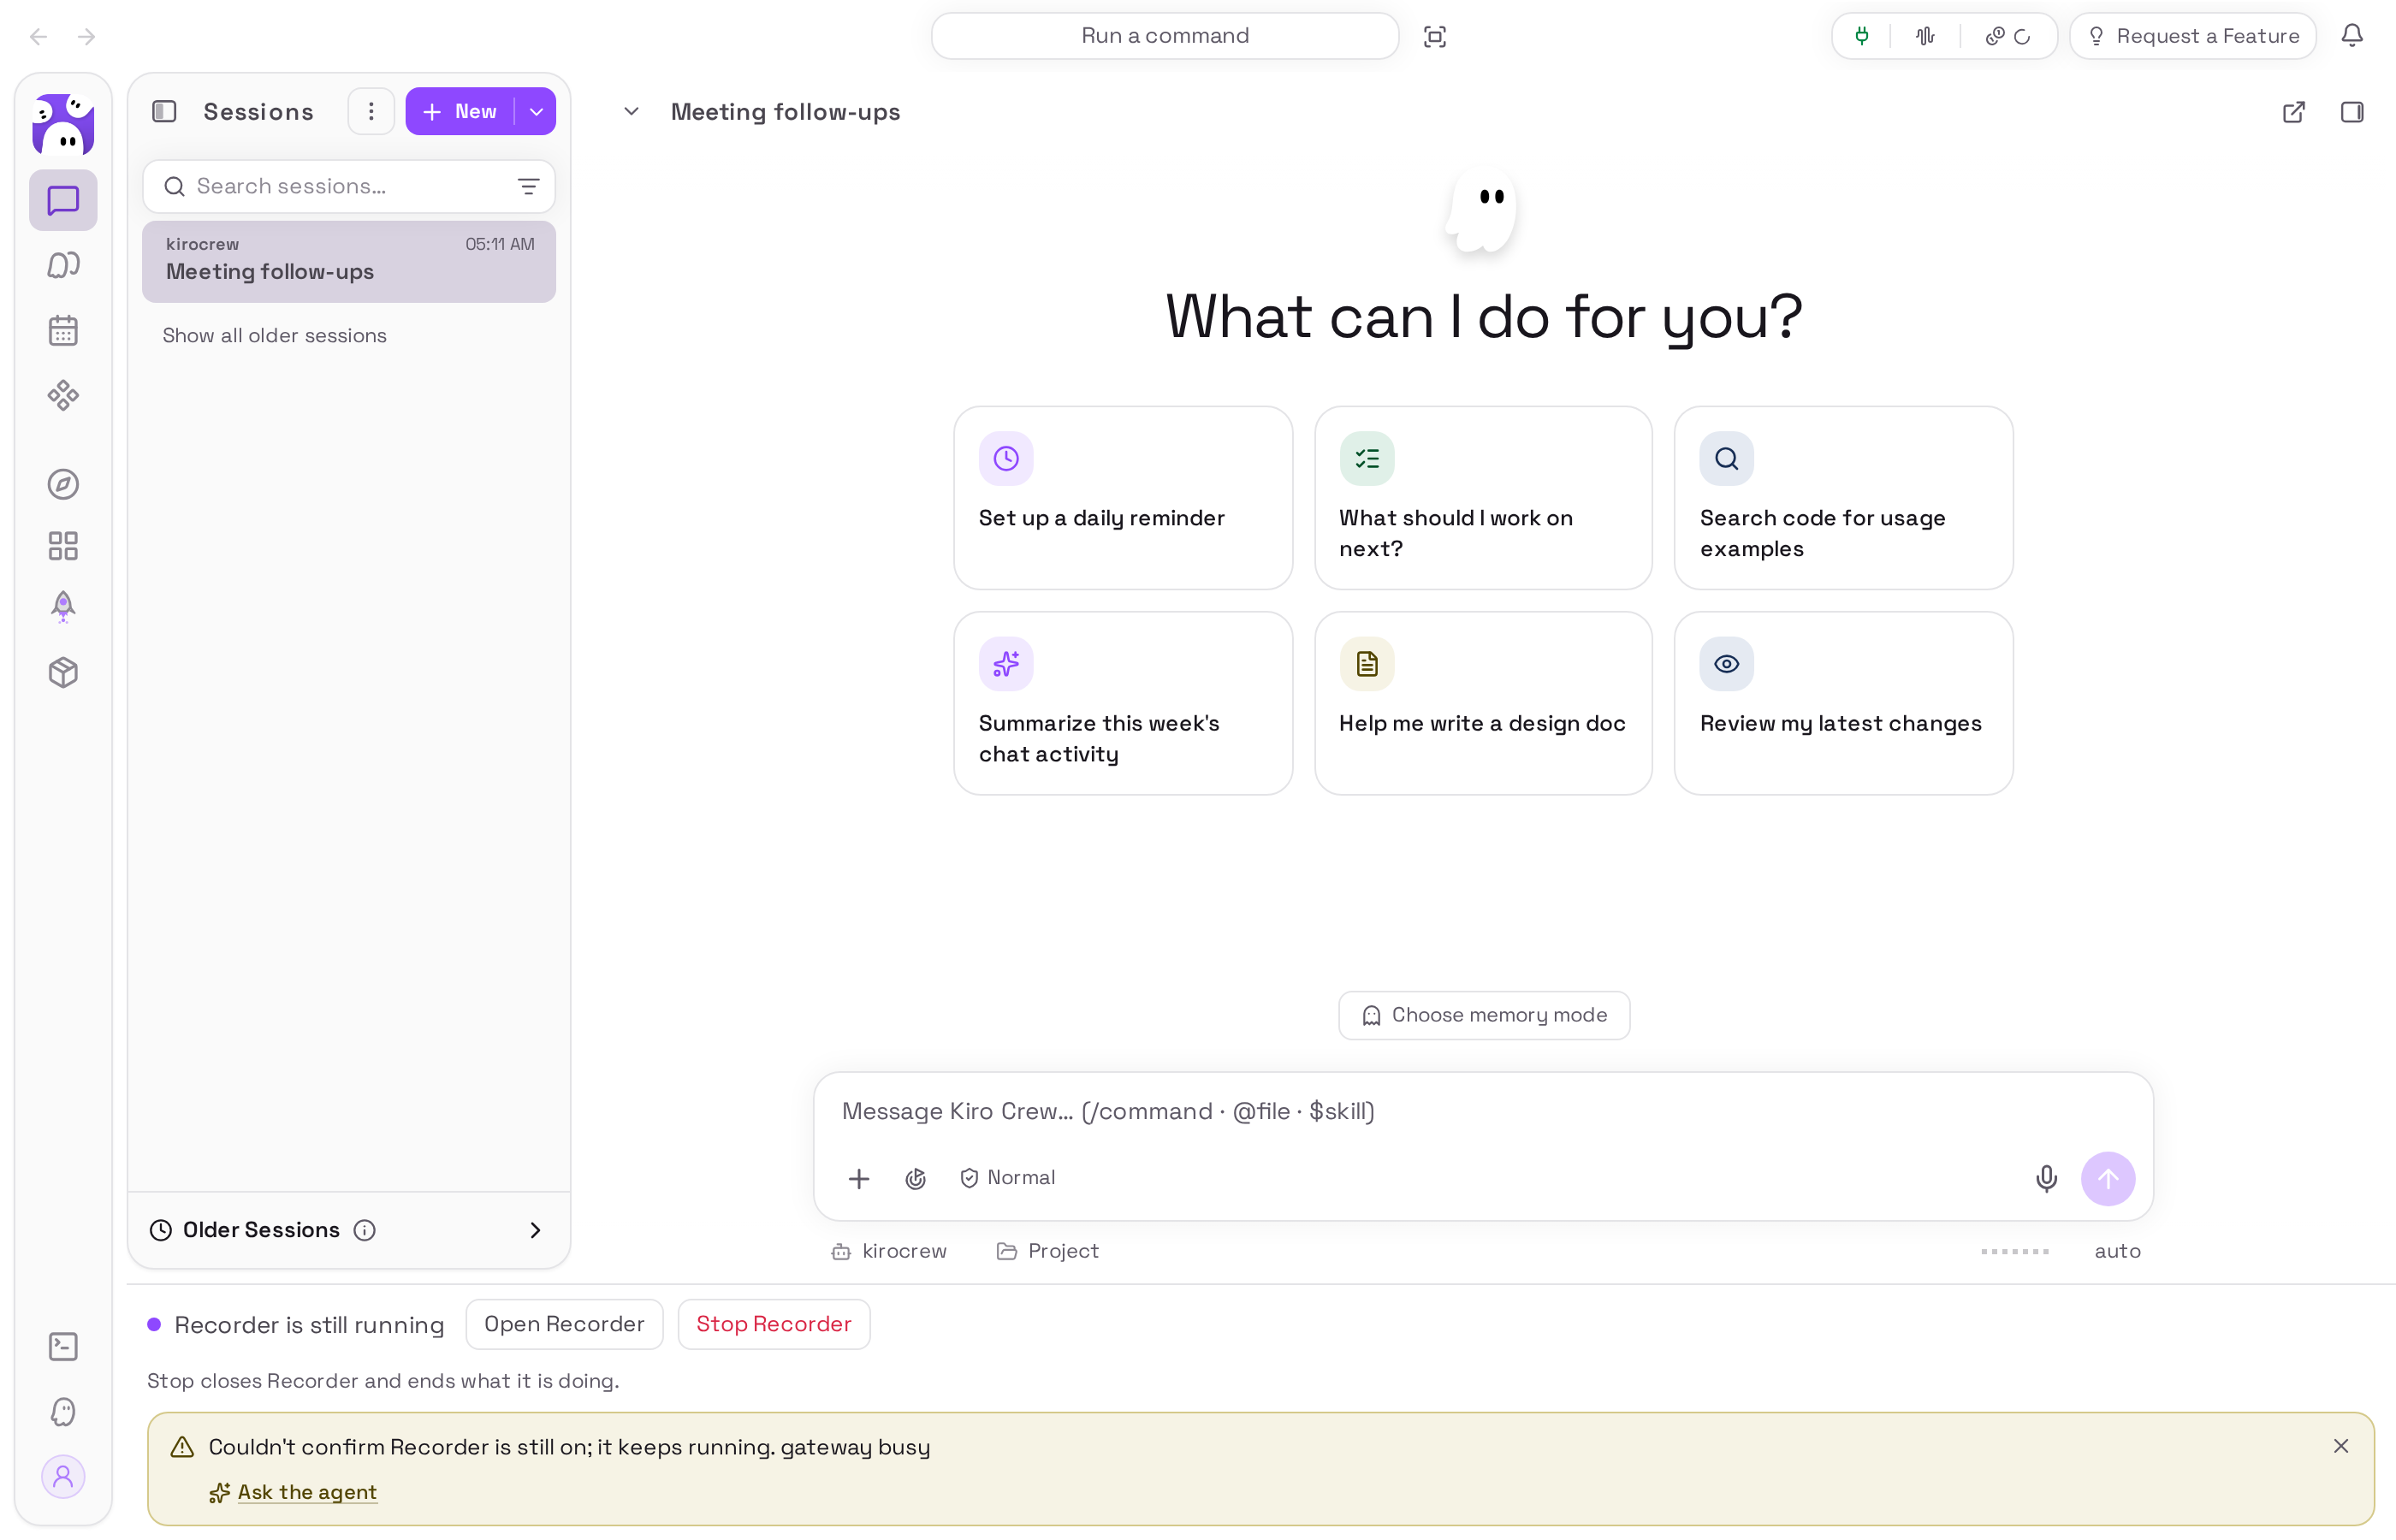 Run a command
Request a Feature
Sessions
New
Meeting follow-ups
Search sessions...
kirocrew
05:11 AM
Meeting follow-ups
Show all older sessions
What can I do for you?
Set up a daily reminder
What should I work on
next?
Search code for usage
examples
Summarize this week's
chat activity
Help me write a design doc
Review my latest changes
Choose memory mode
Message Kiro Crew... (/command · @file · $skill)
Normal
Older Sessions
kirocrew
Project
auto
Recorder is still running
Open Recorder
Stop Recorder
Stop closes Recorder and ends what it is doing.
Couldn't confirm Recorder is still on; it keeps running. gateway busy
Ask the agent